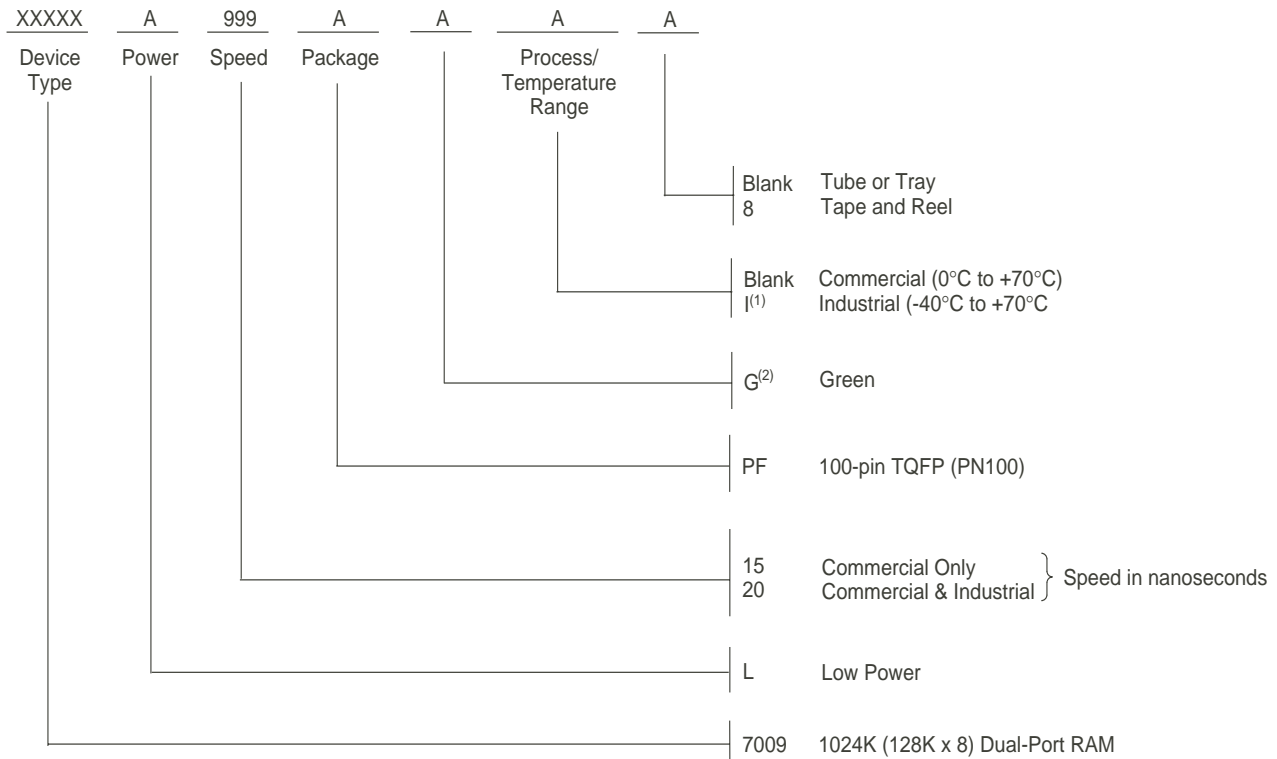 XXXXX A 999 A A A A
Device Type
Power
Speed
Package
Process/
Temperature
Range
Blank Tube or Tray
8 Tape and Reel
Blank Commercial (0°C to +70°C)
I(1) Industrial (-40°C to +70°C
G(2) Green
PF 100-pin TQFP (PN100)
15 Commercial Only
20 Commercial & Industrial
Speed in nanoseconds
L Low Power
7009 1024K (128K x 8) Dual-Port RAM